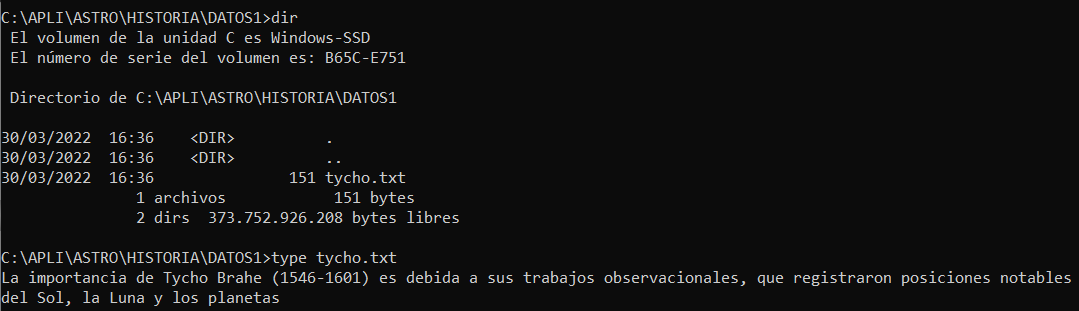 C:\APLI\ASTRO\HISTORIA\DATOS1>dir
El volumen de la unidad C es Windows-SSD
El número de serie del volumen es: B65C-E751
Directorio de C:\APLI\ASTRO\HISTORIA\DATOS1
30/03/2022  16:36    <DIR>          .
30/03/2022  16:36    <DIR>          ..
30/03/2022  16:36               151 tycho.txt
1 archivos            151 bytes
2 dirs  373.752.926.208 bytes libres
C:\APLI\ASTRO\HISTORIA\DATOS1>type tycho.txt
La importancia de Tycho Brahe (1546-1601) es debida a sus trabajos observacionales, que registraron posiciones notables
del Sol, la Luna y los planetas